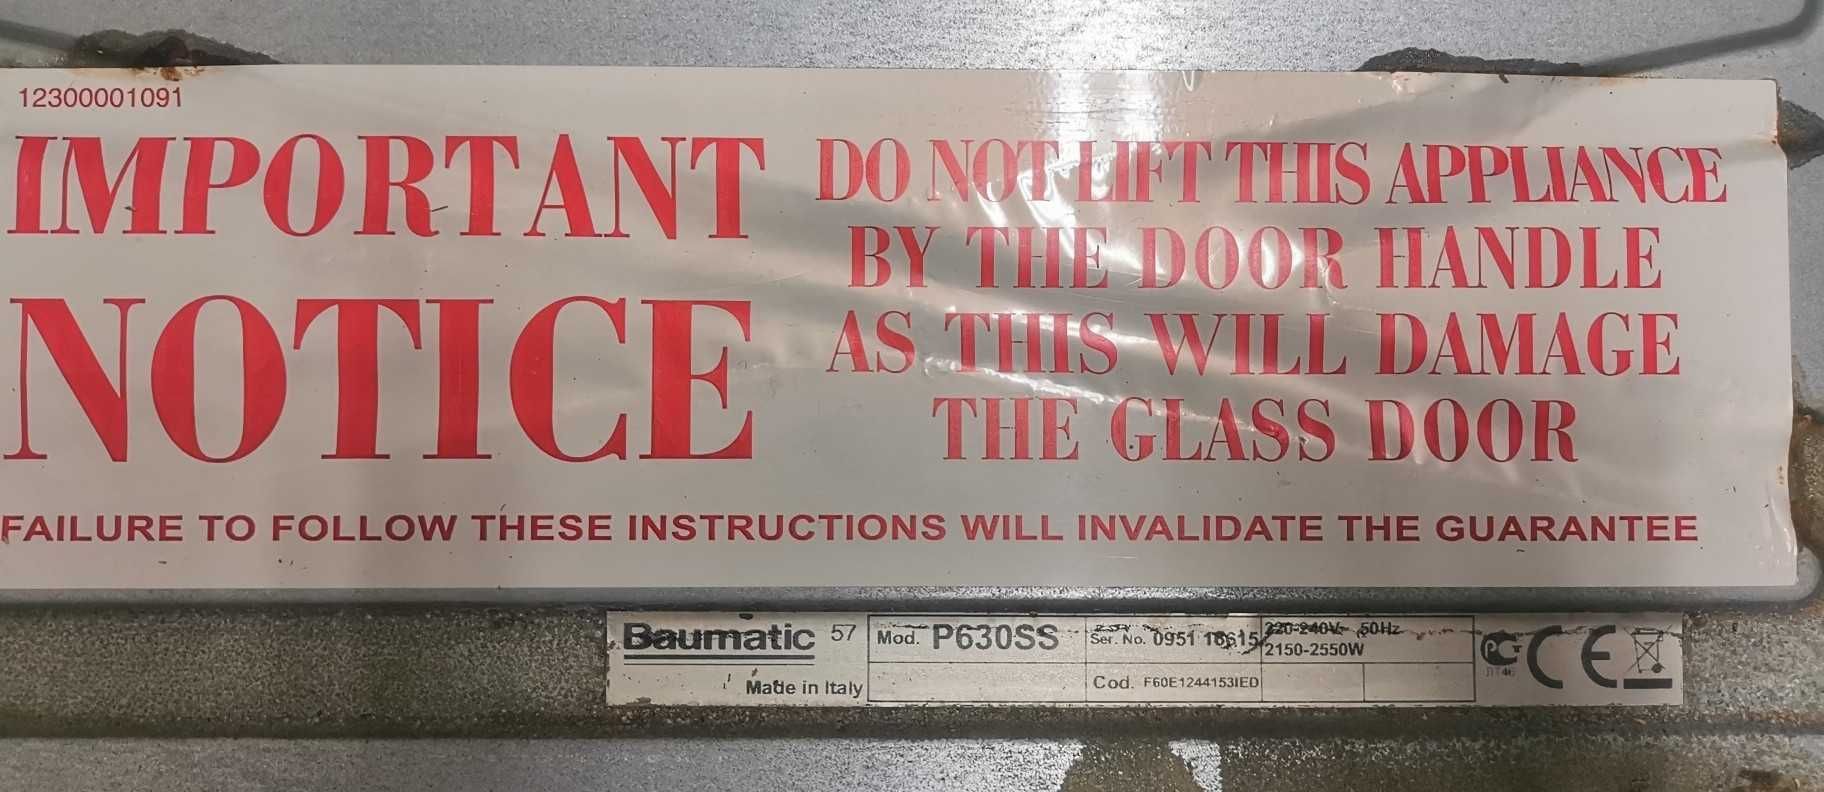 12300001091
IMPORTANT
NOTICE
DO NOT LIFT THIS APPLIANCE
BY THE DOOR HANDLE
AS THIS WILL DAMAGE
THE GLASS DOOR
FAILURE TO FOLLOW THESE INSTRUCTIONS WILL INVALIDATE THE GUARANTEE
Baumatic 57
Made in Italy
Mod. P630SS
Ser. No. 0951
220-240V 50Hz
2150-2550W
Cod. F60E1244153IED
CE